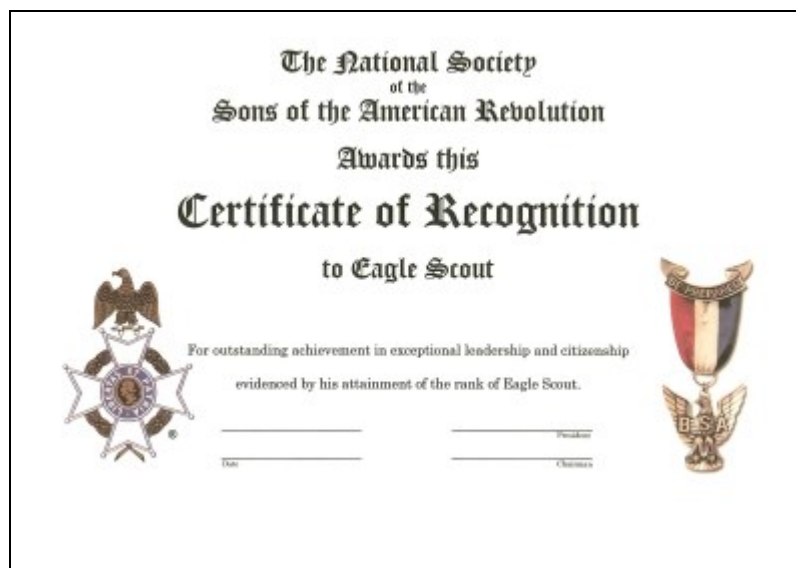 The National Society
of the
Sons of the American Revolution
Awards this
Certificate of Recognition
to Eagle Scout
BE PREPARED
For outstanding achievement in exceptional leadership and citizenship
evidenced by his attainment of the rank of Eagle Scout.
BSA
®
President
Date
Chairman